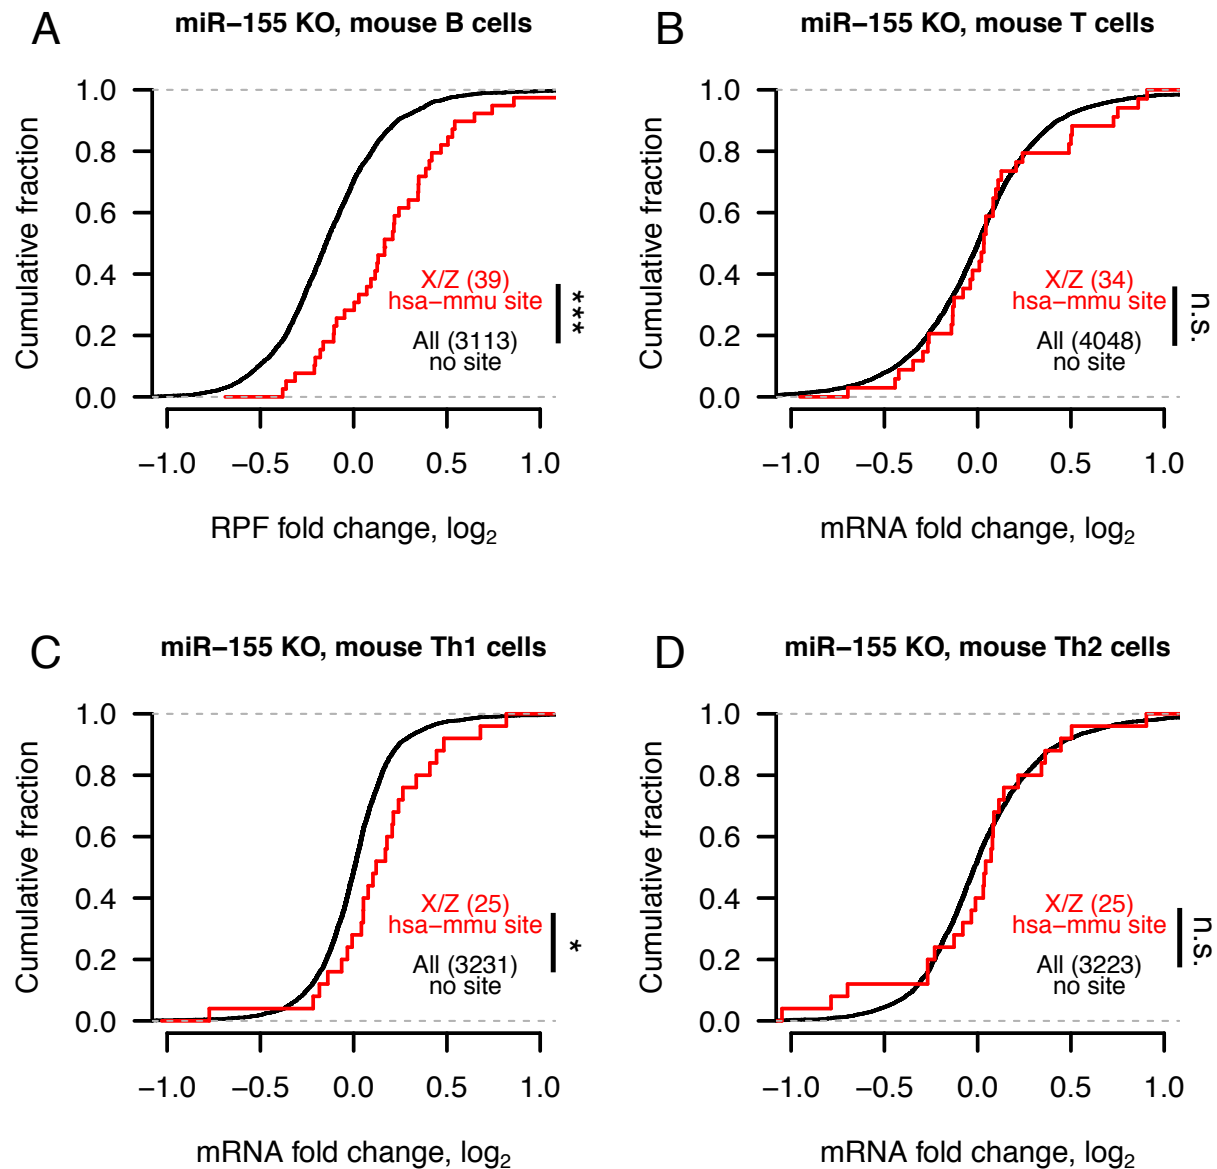 A
miR–155 KO, mouse B cells
Cumulative fraction
1.0
0.8
0.6
0.4
0.2
0.0
X/Z (39)
hsa–mmu site
All (3113)
no site
***
−1.0 −0.5 0.0 0.5 1.0
RPF fold change, log2
B
miR–155 KO, mouse T cells
Cumulative fraction
1.0
0.8
0.6
0.4
0.2
0.0
X/Z (34)
hsa–mmu site
All (4048)
no site
n.s.
−1.0 −0.5 0.0 0.5 1.0
mRNA fold change, log2
C
miR–155 KO, mouse Th1 cells
Cumulative fraction
1.0
0.8
0.6
0.4
0.2
0.0
X/Z (25)
hsa–mmu site
All (3231)
no site
*
−1.0 −0.5 0.0 0.5 1.0
mRNA fold change, log2
D
miR–155 KO, mouse Th2 cells
Cumulative fraction
1.0
0.8
0.6
0.4
0.2
0.0
X/Z (25)
hsa–mmu site
All (3223)
no site
n.s.
−1.0 −0.5 0.0 0.5 1.0
mRNA fold change, log2